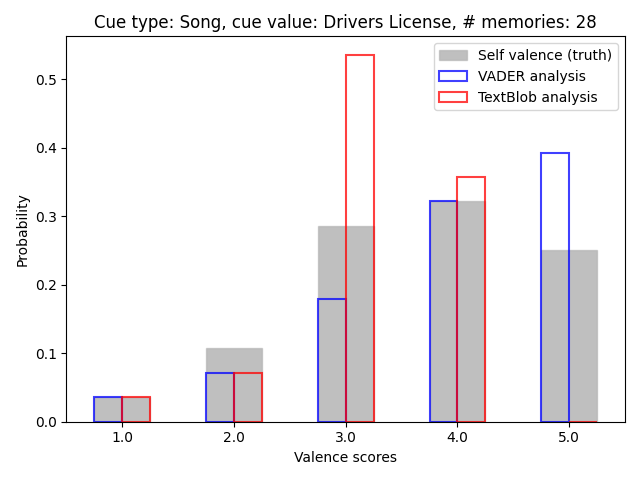 Cue type: Song, cue value: Drivers License, # memories: 28
Self valence (truth)
VADER analysis
TextBlob analysis
Probability
0.5
0.4
0.3
0.2
0.1
0.0
1.0 2.0 3.0 4.0 5.0
Valence scores